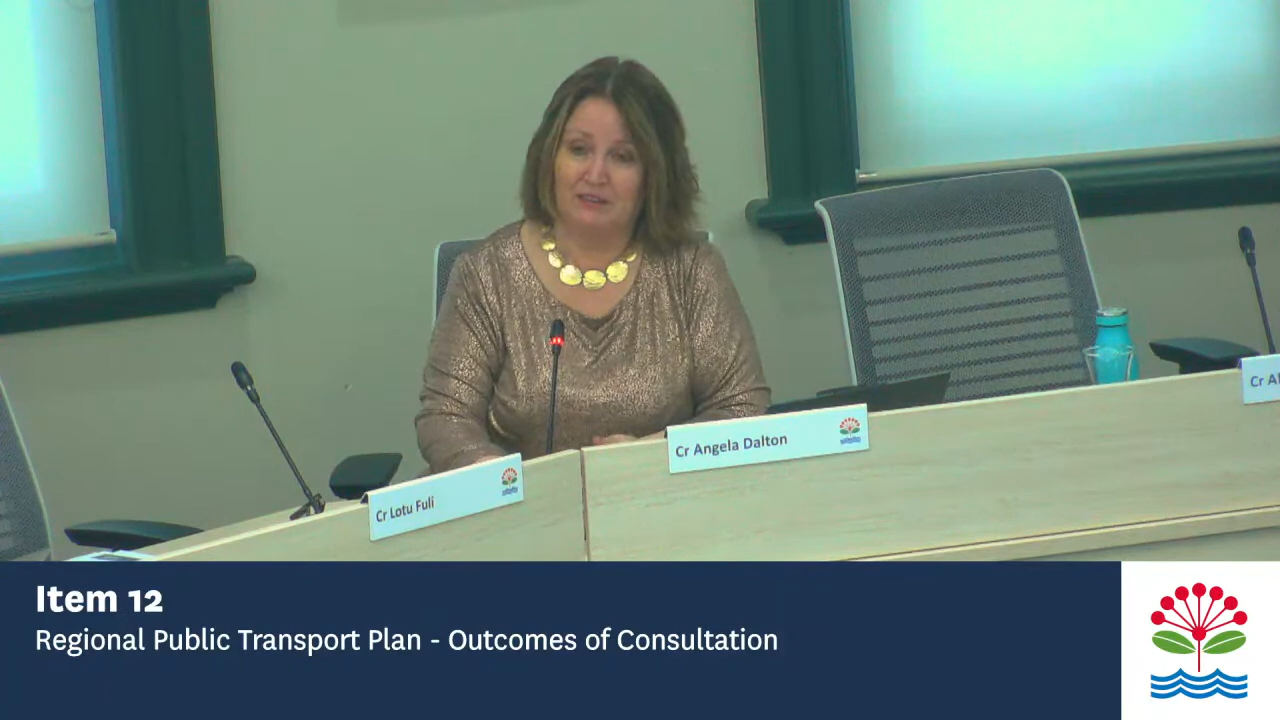 Cr Lotu Fuli
Cr Angela Dalton
Item 12
Regional Public Transport Plan - Outcomes of Consultation